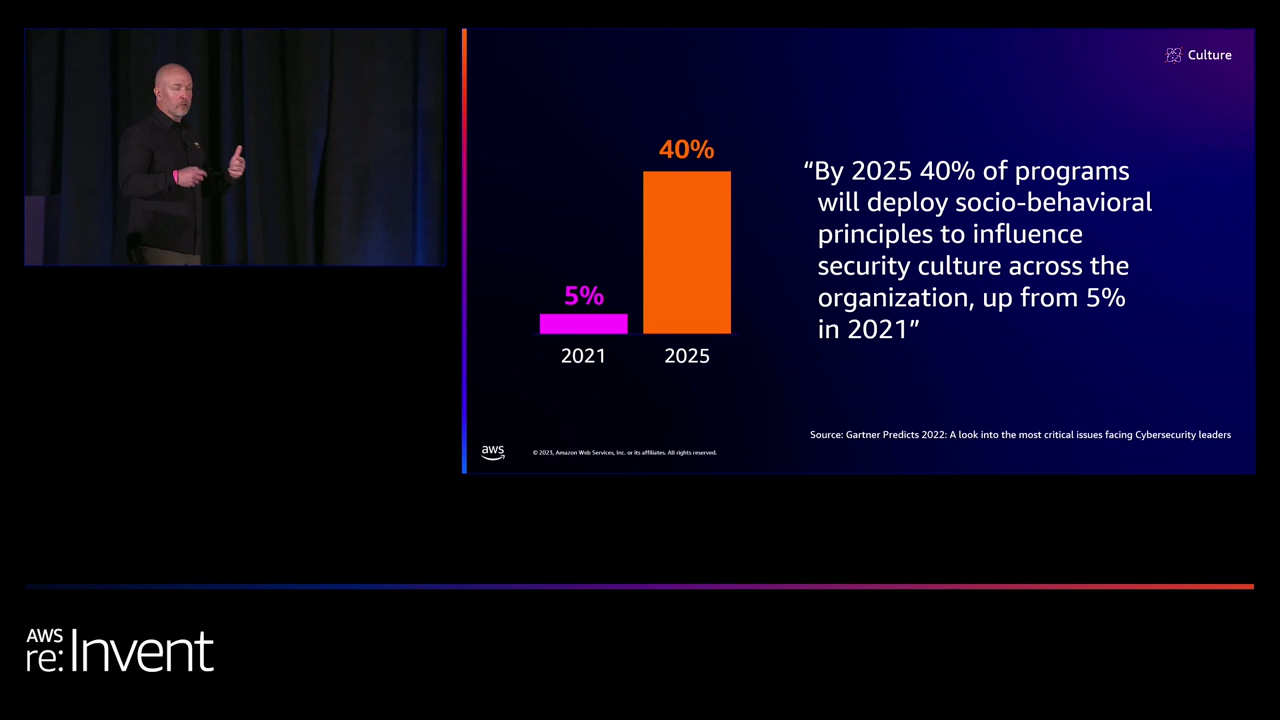 Culture
40%
5%
2021
2025
“By 2025 40% of programs
will deploy socio-behavioral
principles to influence
security culture across the
organization, up from 5%
in 2021”
Source: Gartner Predicts 2022: A look into the most critical issues facing Cybersecurity leaders
aws
© 2023, Amazon Web Services, Inc. or its affiliates. All rights reserved.
AWS
re:Invent